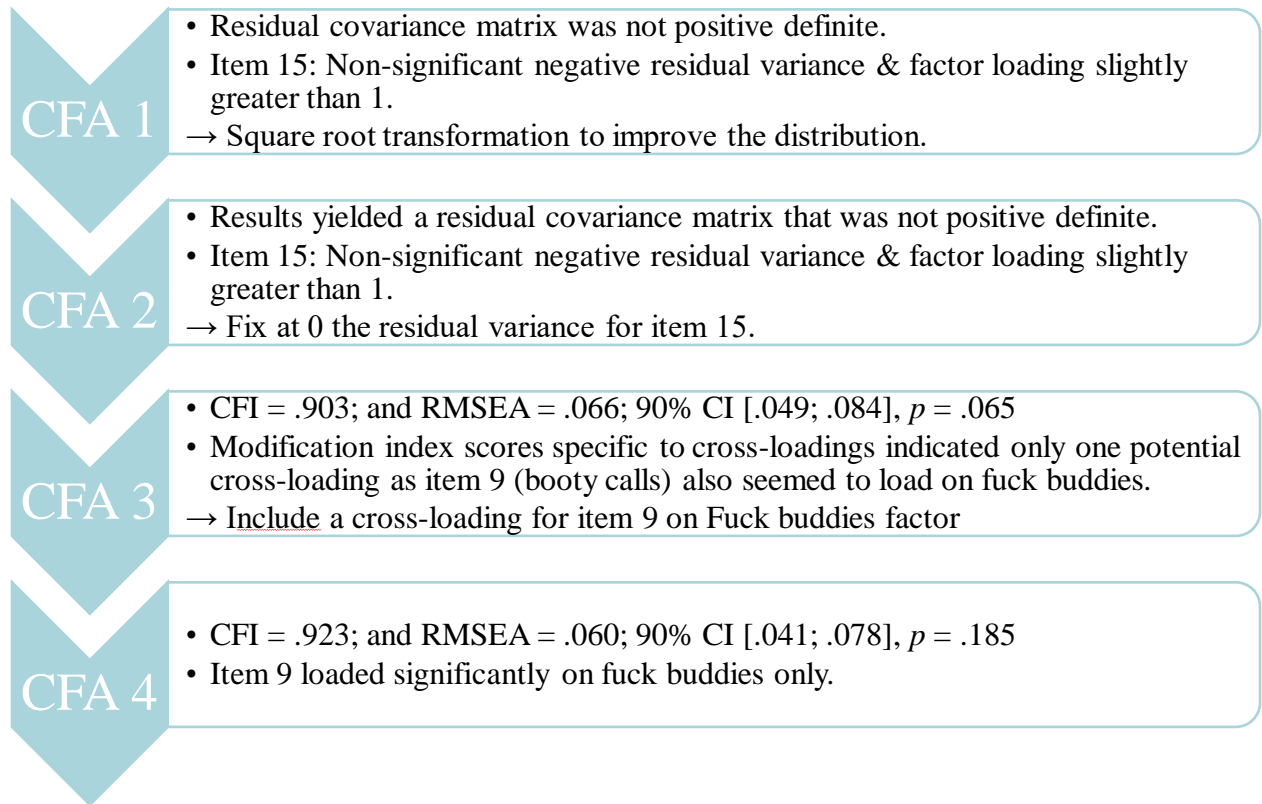 CFA 1
• Residual covariance matrix was not positive definite.
• Item 15: Non-significant negative residual variance & factor loading slightly
greater than 1.
→ Square root transformation to improve the distribution.
CFA 2
• Results yielded a residual covariance matrix that was not positive definite.
• Item 15: Non-significant negative residual variance & factor loading slightly
greater than 1.
→ Fix at 0 the residual variance for item 15.
CFA 3
• CFI = .903; and RMSEA = .066; 90% CI [.049; .084], p = .065
• Modification index scores specific to cross-loadings indicated only one potential
cross-loading as item 9 (booty calls) also seemed to load on fuck buddies.
→ Include a cross-loading for item 9 on Fuck buddies factor
CFA 4
• CFI = .923; and RMSEA = .060; 90% CI [.041; .078], p = .185
• Item 9 loaded significantly on fuck buddies only.